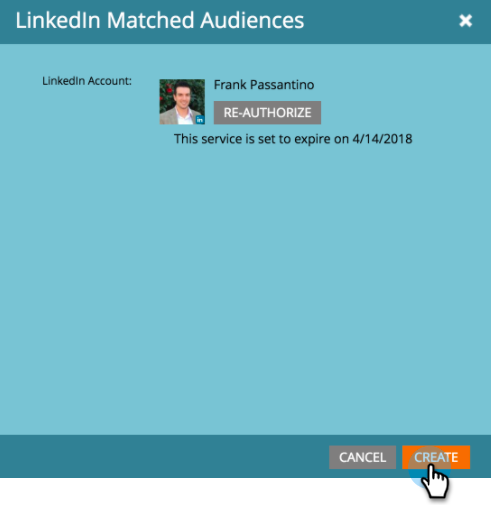 LinkedIn Matched Audiences
LinkedIn Account:
Frank Passantino
in
RE-AUTHORIZE
This service is set to expire on 4/14/2018
CANCEL
CREATE